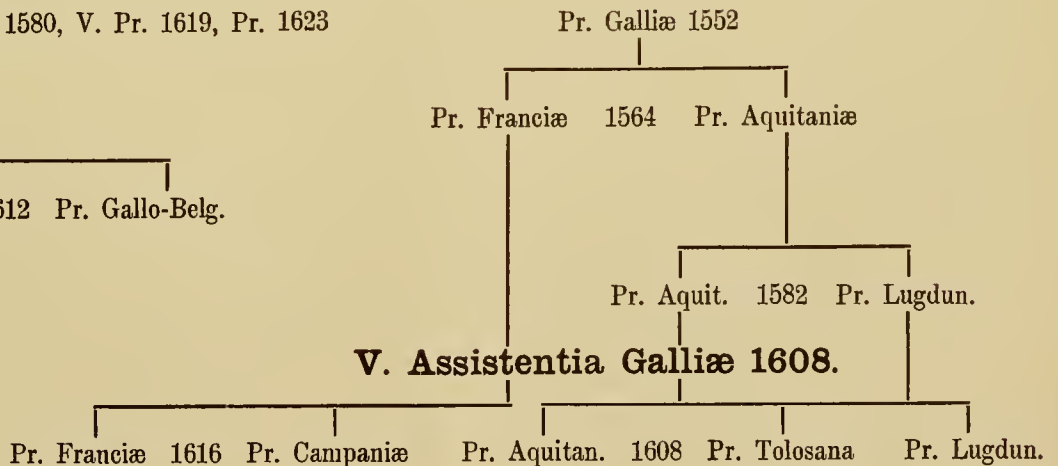 1580, V. Pr. 1619, Pr. 1623 Pr. Galliæ 1552
Pr. Franciæ 1564 Pr. Aquitaniæ
612 Pr. Gallo-Belg.
Pr. Aquit. 1582 Pr. Lugdun.
V. Assistentia Galliæ 1608.
Pr. Franciæ 1616 Pr. Campaniæ Pr. Aquitan. 1608 Pr. Tolosana Pr. Lugdun.